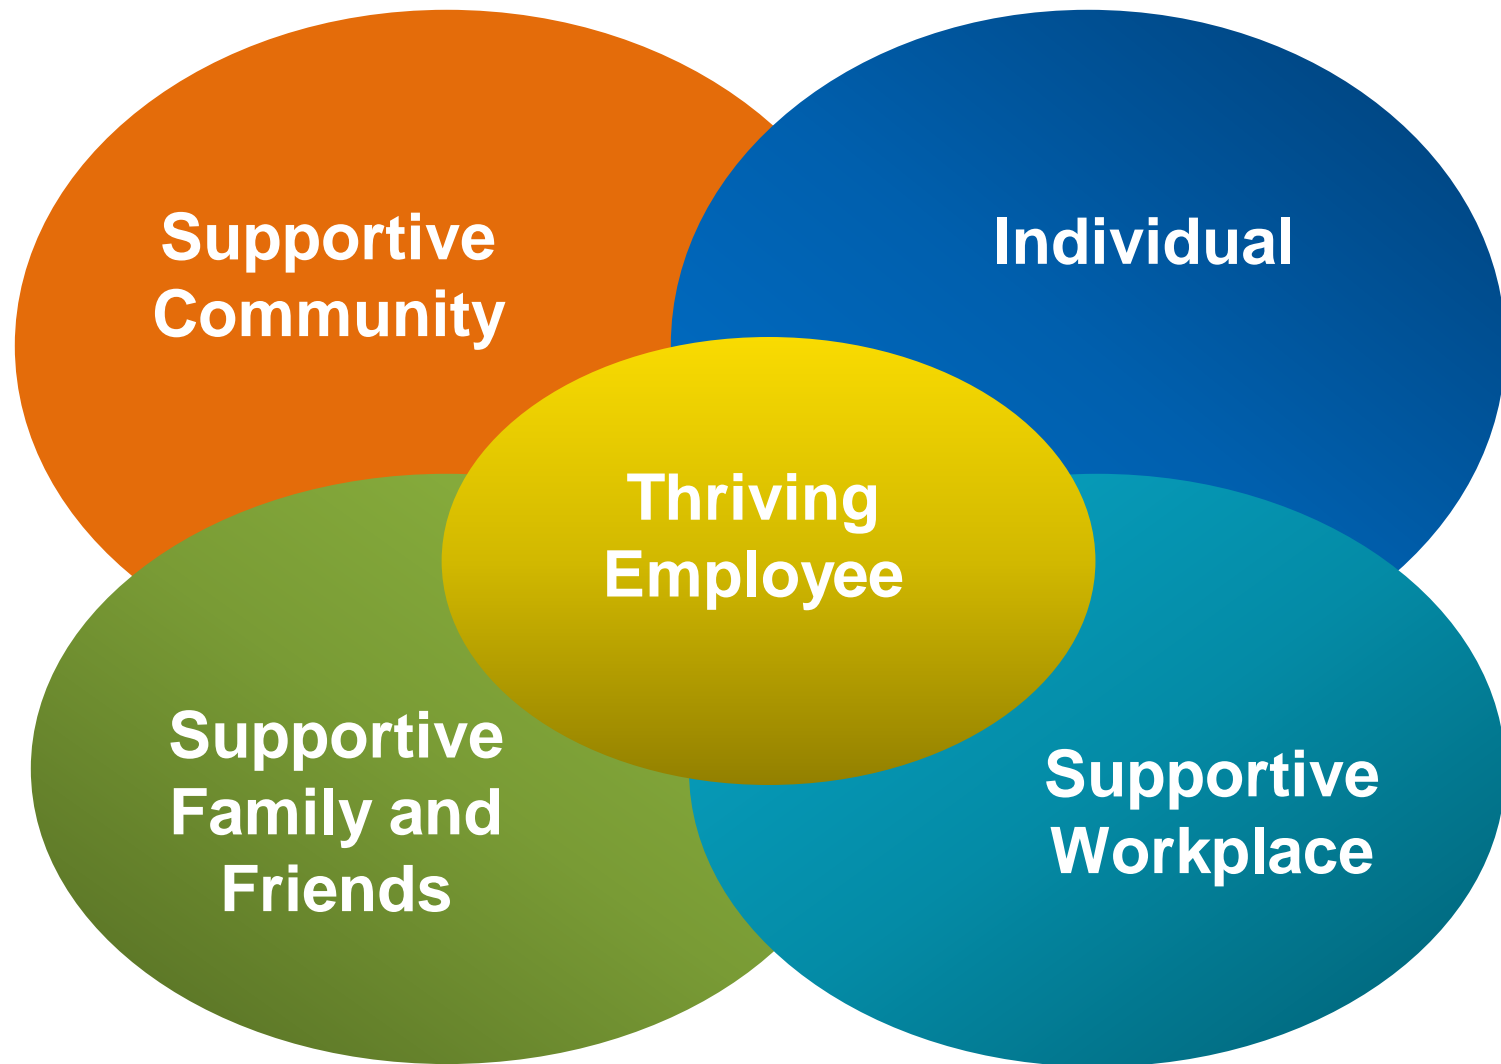 Supportive
Community
Individual
Thriving
Employee
Supportive
Family and
Friends
Supportive
Workplace